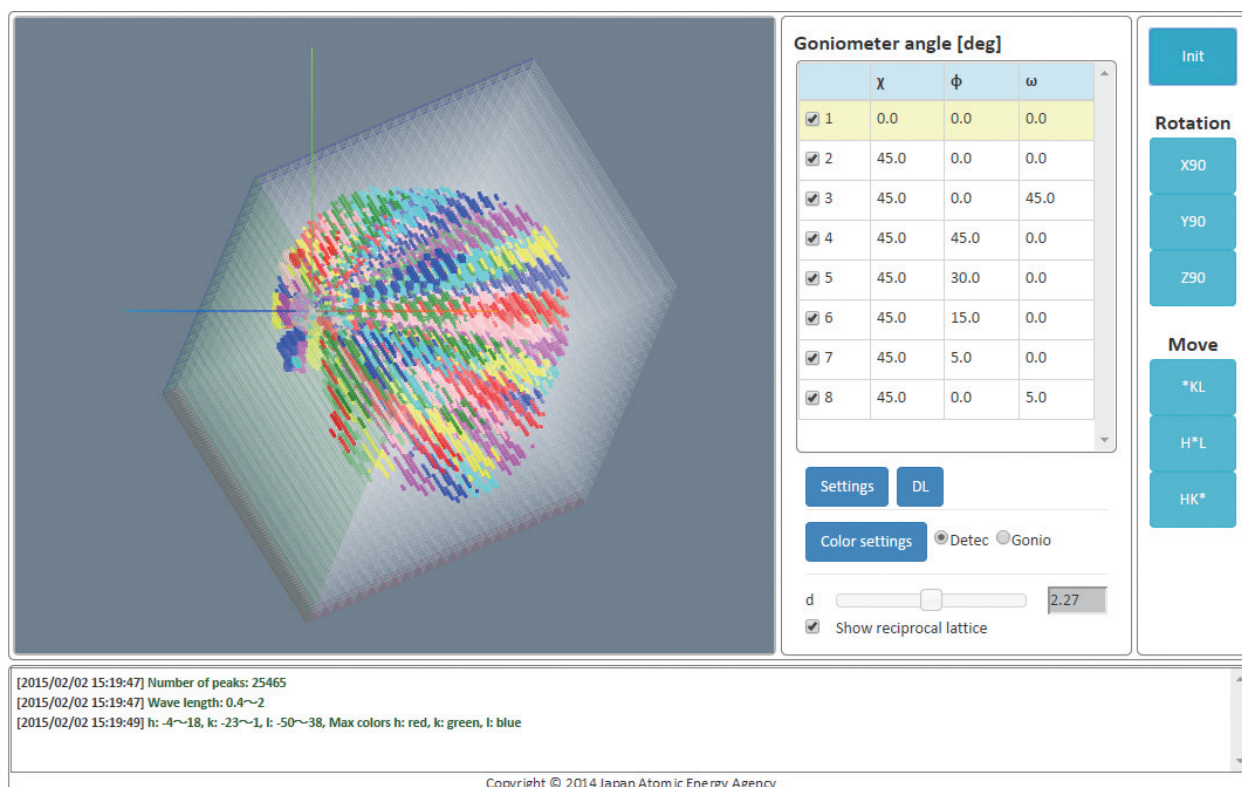 Goniometer angle [deg]
χ ϕ ω
1 0.0 0.0 0.0
2 45.0 0.0 0.0
3 45.0 0.0 45.0
4 45.0 45.0 0.0
5 45.0 30.0 0.0
6 45.0 15.0 0.0
7 45.0 5.0 0.0
8 45.0 0.0 5.0
Settings DL
Color settings Detec Gonio
d 2.27
Show reciprocal lattice
Init
Rotation
X90
Y90
Z90
Move
*KL
H*L
HK*
[2015/02/02 15:19:47] Number of peaks: 25465
[2015/02/02 15:19:47] Wave length: 0.4～2
[2015/02/02 15:19:49] h: -4～18, k: -23～1, l: -50～38, Max colors h: red, k: green, l: blue
Copyright © 2014 Japan Atomic Energy Agency